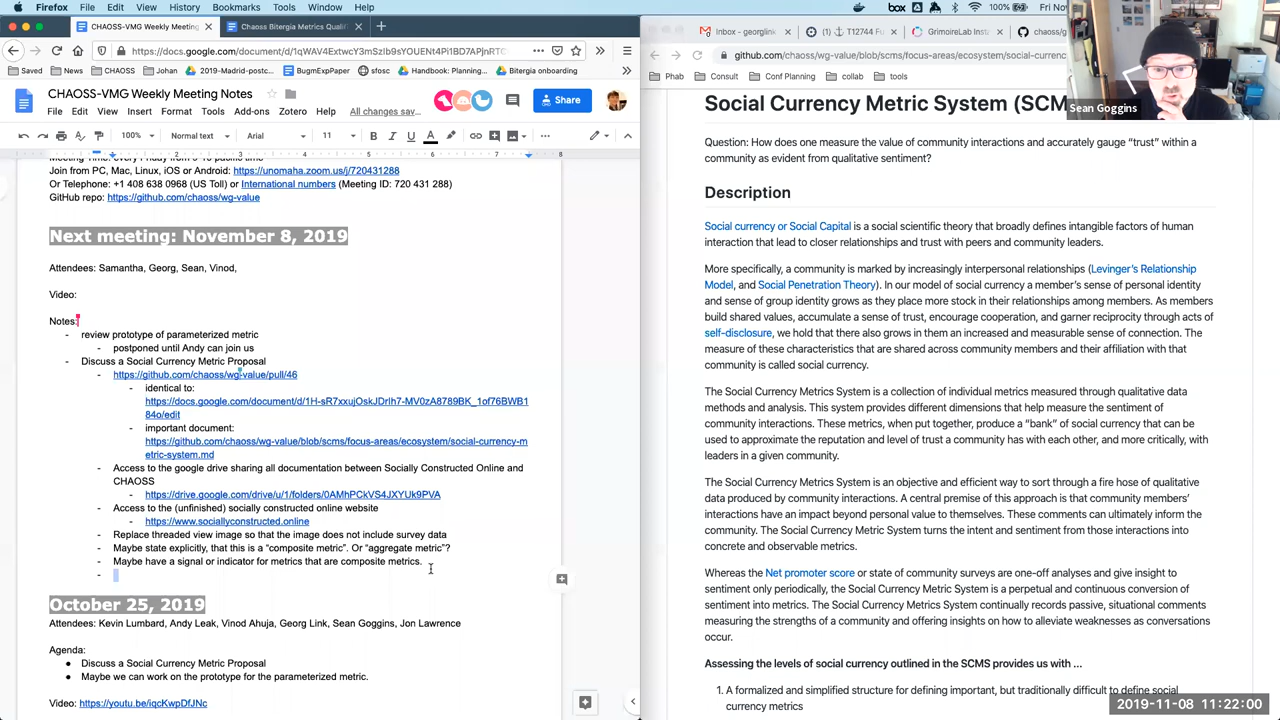 Firefox File Edit View History Bookmarks Tools Window Help
box
100%
Fri Nov
CHAOSS-VMG Weekly Meeting
Chaoss Bitergia Metrics Qualif
https://docs.google.com/document/d/1qWAV4ExtwcY3mSzIb9sYOUENt4Pi1BD7APjnRTC
Saved News CHAOSS Johan 2019-Madrid-postc... BugmExpPaper sfosc Handbook: Planning... Bitergia onboarding
CHAOSS-VMG Weekly Meeting Notes
File Edit View Insert Format Tools Add-ons Zotero Help All changes sav...
Share
100% Normal text Arial 11 B I U A
Join from PC, Mac, Linux, iOS or Android: https://unomaha.zoom.us/j/720431288
Or Telephone: +1 408 638 0968 (US Toll) or International numbers (Meeting ID: 720 431 288)
GitHub repo: https://github.com/chaoss/wg-value
Next meeting: November 8, 2019
Attendees: Samantha, Georg, Sean, Vinod,
Video:
Notes:
- review prototype of parameterized metric
- postponed until Andy can join us
- Discuss a Social Currency Metric Proposal
- https://github.com/chaoss/wg-value/pull/46
- identical to:
https://docs.google.com/document/d/1H-sR7xxujOskJDrlh7-MV0zA8789BK_1of76BWB1
84o/edit
- important document:
https://github.com/chaoss/wg-value/blob/scms/focus-areas/ecosystem/social-currency-m
etric-system.md
- Access to the google drive sharing all documentation between Socially Constructed Online and
CHAOSS
- https://drive.google.com/drive/u/1/folders/0AMhPCkVS4JXYUk9PVA
- Access to the (unfinished) socially constructed online website
- https://www.sociallyconstructed.online
- Replace threaded view image so that the image does not include survey data
- Maybe state explicitly, that this is a “composite metric”. Or “aggregate metric”?
- Maybe have a signal or indicator for metrics that are composite metrics.
-
October 25, 2019
Attendees: Kevin Lumbard, Andy Leak, Vinod Ahuja, Georg Link, Sean Goggins, Jon Lawrence
Agenda:
● Discuss a Social Currency Metric Proposal
● Maybe we can work on the prototype for the parameterized metric.
Video: https://youtu.be/iqcKwpDfJNc
Inbox - georglink
T12744 Fu
GrimoireLab Inst
chaoss/g
github.com/chaoss/wg-value/blob/scms/focus-areas/ecosystem/social-currenc
Phab Consult Conf Planning collab tools
Sean Goggins
Social Currency Metric System (SCM
Question: How does one measure the value of community interactions and accurately gauge “trust” within a
community as evident from qualitative sentiment?
Description
Social currency or Social Capital is a social scientific theory that broadly defines intangible factors of human
interaction that lead to closer relationships and trust with peers and community leaders.
More specifically, a community is marked by increasingly interpersonal relationships (Levinger’s Relationship
Model, and Social Penetration Theory). In our model of social currency a member’s sense of personal identity
and sense of group identity grows as they place more stock in their relationships among members. As members
build shared values, accumulate a sense of trust, encourage cooperation, and garner reciprocity through acts of
self-disclosure, we hold that there also grows in them an increased and measurable sense of connection. The
measure of these characteristics that are shared across community members and their affiliation with that
community is called social currency.
The Social Currency Metrics System is a collection of individual metrics measured through qualitative data
methods and analysis. This system provides different dimensions that help measure the sentiment of
community interactions. These metrics, when put together, produce a “bank” of social currency that can be
used to approximate the reputation and level of trust a community has with each other, and more critically, with
leaders in a given community.
The Social Currency Metrics System is an objective and efficient way to sort through a fire hose of qualitative
data produced by community interactions. A central premise of this approach is that community members’
interactions have an impact beyond personal value to themselves. These comments can ultimately inform the
community. The Social Currency Metric System turns the intent and sentiment from those interactions into
concrete and observable metrics.
Whereas the Net promoter score or state of community surveys are one-off analyses and give insight to
sentiment only periodically, the Social Currency Metric System is a perpetual and continuous conversion of
sentiment into metrics. The Social Currency Metrics System continually records passive, situational comments
measuring the strengths of a community and offering insights on how to alleviate weaknesses as conversations
occur.
Assessing the levels of social currency outlined in the SCMS provides us with ...
1. A formalized and simplified structure for defining important, but traditionally difficult to define social
currency metrics
2019-11-08 11:22:00